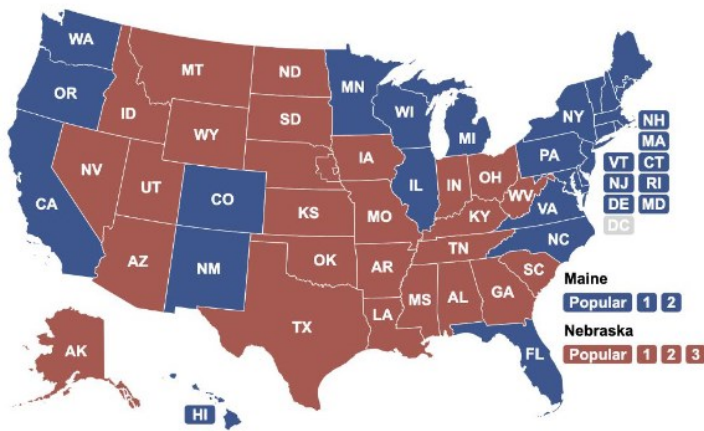 WA
MT
ND
MN
OR
ID
SD
WI
MI
NY
NH
MA
WY
IA
PA
VT
CT
NV
UT
CO
IL
IN
OH
NJ
RI
CA
KS
MO
KY
WV
VA
DE
MD
DC
AZ
NM
OK
AR
TN
NC
SC
MS
AL
GA
LA
TX
FL
AK
HI
Maine
Popular 1 2
Nebraska
Popular 1 2 3